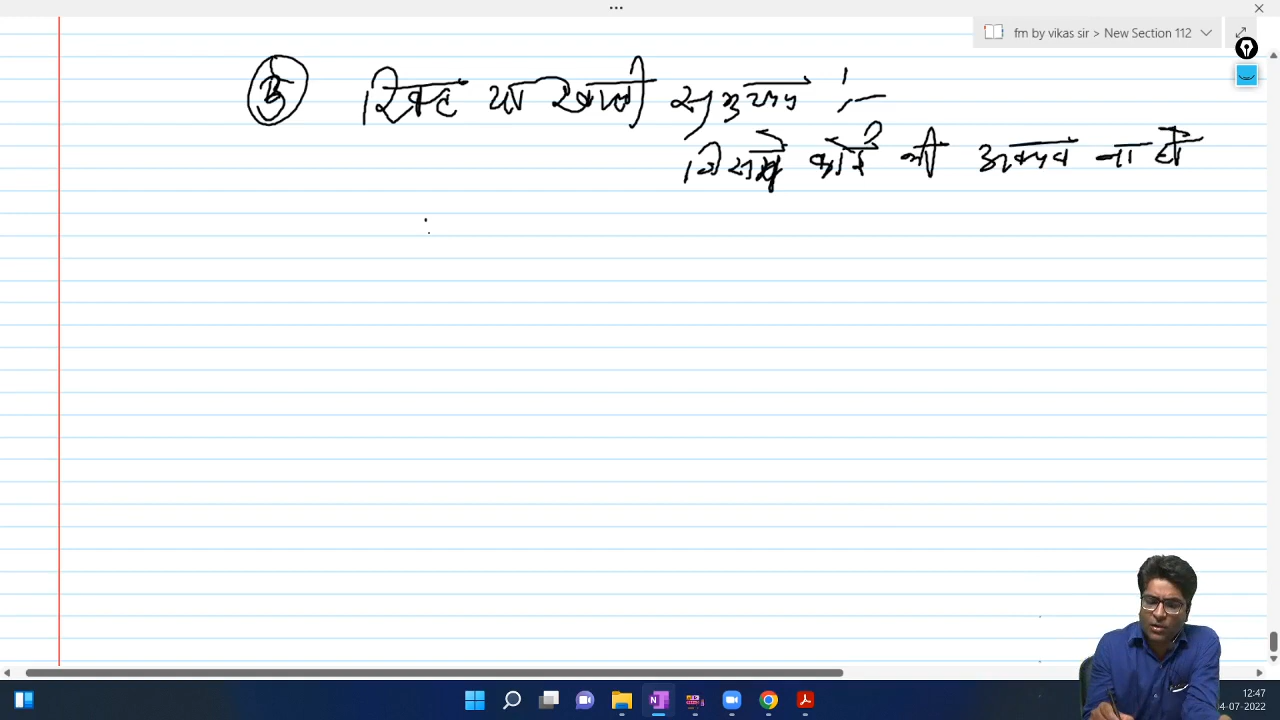 ...
fm by vikas sir > New Section 112
③ रिक्त या खाली समुच्चय :-
जिसमे कोई भी अवयव ना हो
12:47
4-07-2022